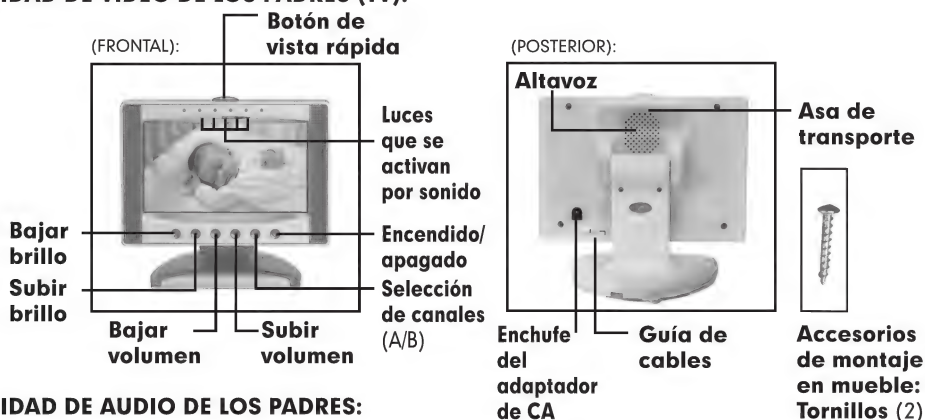 IDAD DE VIDEO DE LOS PADRES (TV):
Botón de
vista rápida
(FRONTAL):
Luces
que se
activan
por sonido
Bajar
brillo
Subir
brillo
Encendido/
apagado
Selección
de canales
(A/B)
Bajar
volumen
Subir
volumen
(POSTERIOR):
Altavoz
Asa de
transporte
Enchufe
del
adaptador
de CA
Guía de
cables
Accesorios
de montaje
en mueble:
Tornillos (2)
IDAD DE AUDIO DE LOS PADRES: